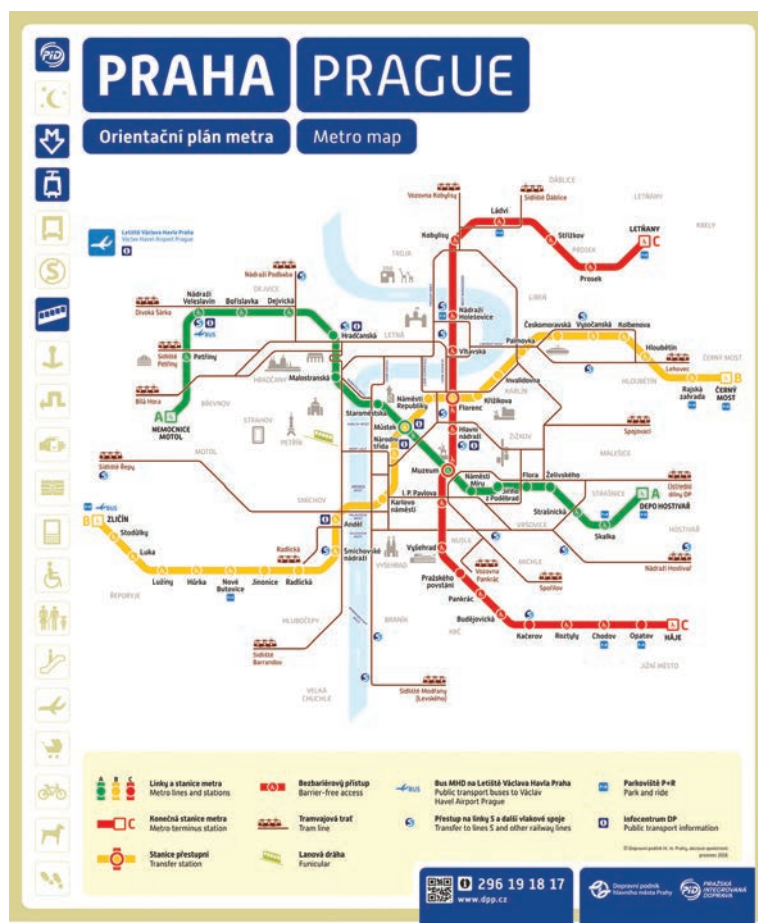 PiD
PRAHA PRAGUE
Orientační plán metra Metro map
Letiště Václava Havla Praha
Václav Havel Airport Prague
ĎÁBLICE
Vozovna Kobylisy
Sídliště Ďáblice
LETŇANY
Ládví
Kobylisy
Střížkov
LETŇANY C
PROSEK
Prosek
KBELY
TROJA
Nádraží Podbaba
DEJVICE
Nádraží Veleslavín
Bořislavka
Dejvická
Divoká Šárka
BUS
Hradčanská
LETNÁ
Nádraží Holešovice
LIBEŇ
Českomoravská
Vysočanská
Kolbenova
Palmovka
Sídliště Petřiny
Petřiny
Vltavská
Hloubětín
ČERNÝ MOST
Lehovec
HRADČANY
Malostranská
Invalidovna
HLOUBĚTÍN
Bílá Hora
BŘEVNOV
Náměstí Republiky
KARLÍN
Křižíkova
Rajská zahrada
ČERNÝ MOST
B
A
NEMOCNICE MOTOL
Staroměstská
Florenc
STRAHOV
PETŘÍN
Můstek
Hlavní nádraží
ŽIŽKOV
Spojovací
MOTOL
Národní třída
Muzeum
Náměstí Míru
Flora
Želivského
MALEŠICE
Sídliště Řepy
Jiřího z Poděbrad
STRAŠNICE
Ústřední dílny DP
SMÍCHOV
I. P. Pavlova
Karlovo náměstí
Strašnická
A
DEPO HOSTIVAŘ
BUS
B ZLIČÍN
Anděl
VRŠOVICE
Skalka
HOSTIVAŘ
Stodůlky
Radlická
Smíchovské nádraží
VYŠEHRAD
Vyšehrad
NUSLE
MICHLE
Nádraží Hostivař
Luka
Vozovna Pankrác
Pražského povstání
Spořilov
Lužiny
Hůrka
Nové Butovice
Jinonice
Radlická
Pankrác
ŘEPORYJE
HLUBOČEPY
BRANÍK
Budějovická
KRČ
Kačerov
Roztyly
Chodov
Opatov
HÁJE
C
Sídliště Barrandov
JIŽNÍ MĚSTO
VELKÁ CHUCHLE
Sídliště Modřany
(Levského)
A B C
Linky a stanice metra
Metro lines and stations
Bezbariérový přístup
Barrier-free access
BUS
Bus MHD na Letiště Václava Havla Praha
Public transport buses to Václav
Havel Airport Prague
Parkoviště P+R
Park and ride
C
Konečná stanice metra
Metro terminus station
Tramvajová trať
Tram line
Přestup na linky S a další vlakové spoje
Transfer to lines S and other railway lines
Infocentrum DP
Public transport information
Stanice přestupní
Transfer station
Lanová dráha
Funicular
296 19 18 17
www.dpp.cz
Dopravní podnik
hlavního města Prahy
PiD
PRAŽSKÁ
INTEGROVANÁ
DOPRAVA